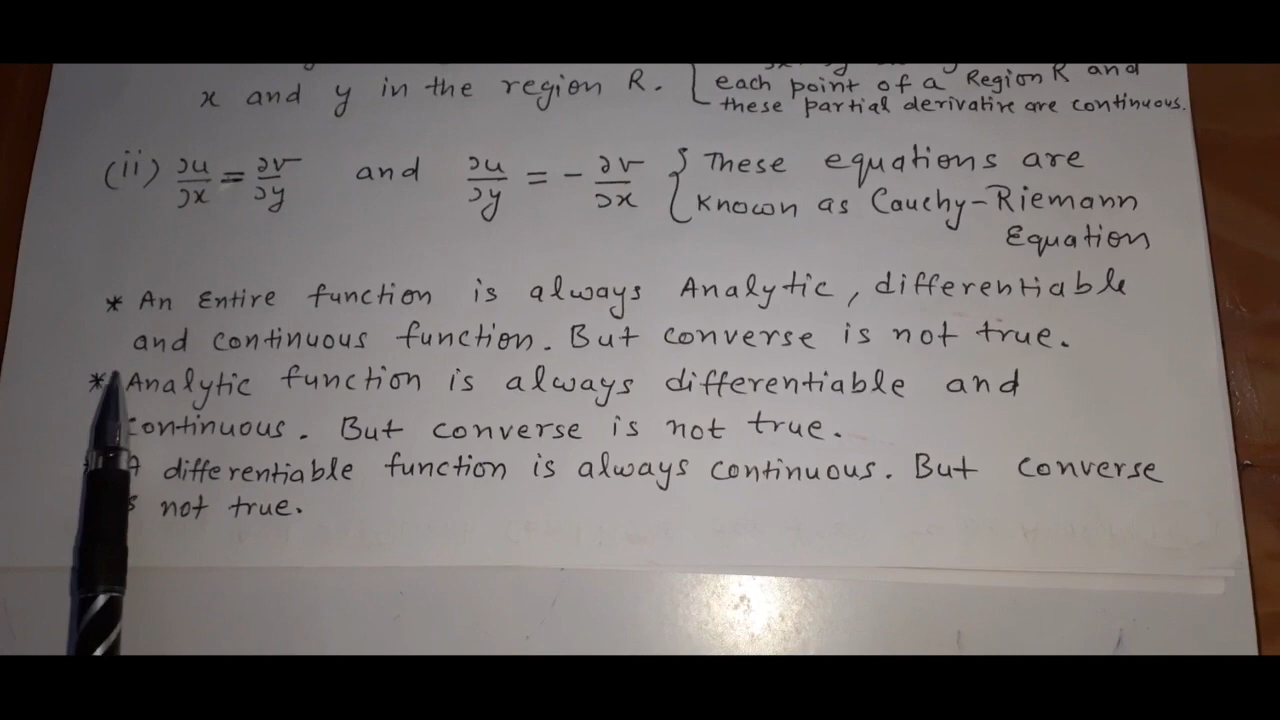 x and y in the region R. { each point of a Region R and
these partial derivative are continuous.
(ii) ∂u/∂x = ∂v/∂y and ∂u/∂y = - ∂v/∂x { These equations are
known as Cauchy-Riemann
Equation
* An Entire function is always Analytic, differentiable
and continuous function. But converse is not true.
* Analytic function is always differentiable and
continuous. But converse is not true.
A differentiable function is always continuous. But converse
not true.